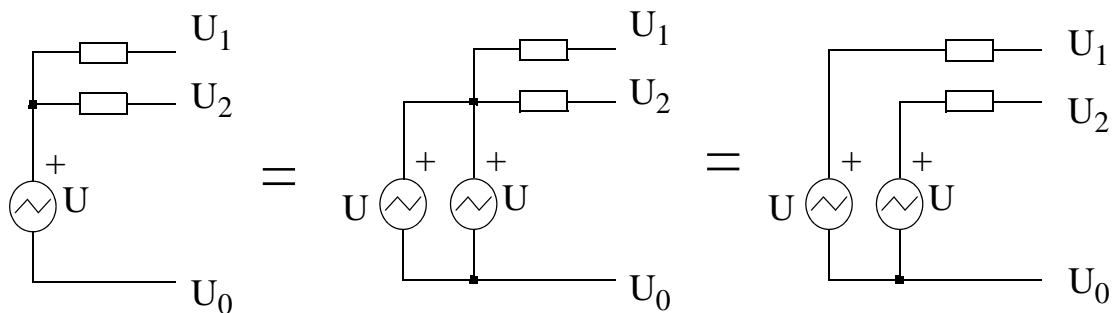 U1 U1 U1
U2 U2 U2
+ + + + +
U = U U = U U
U0 U0 U0